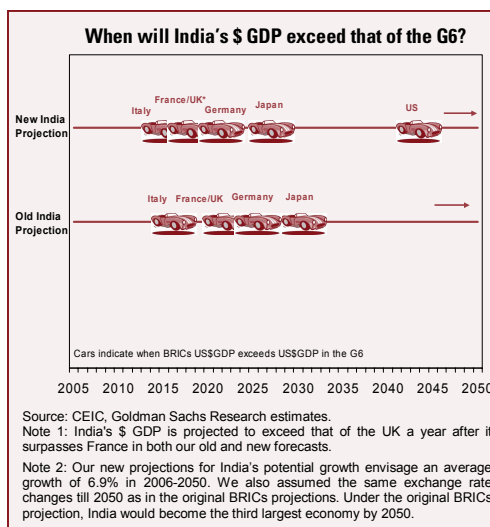 When will India's $ GDP exceed that of the G6?
Italy
France/UK*
Germany
Japan
US
New India
Projection
Italy
France/UK
Germany
Japan
Old India
Projection
Cars indicate when BRICs US$GDP exceeds US$GDP in the G6
2005 2010 2015 2020 2025 2030 2035 2040 2045 2050
Source: CEIC, Goldman Sachs Research estimates.
Note 1: India's $ GDP is projected to exceed that of the UK a year after it
surpasses France in both our old and new forecasts.
Note 2: Our new projections for India's potential growth envisage an average
growth of 6.9% in 2006-2050. We also assumed the same exchange rate
changes till 2050 as in the original BRICs projections. Under the original BRICs
projection, India would become the third largest economy by 2050.